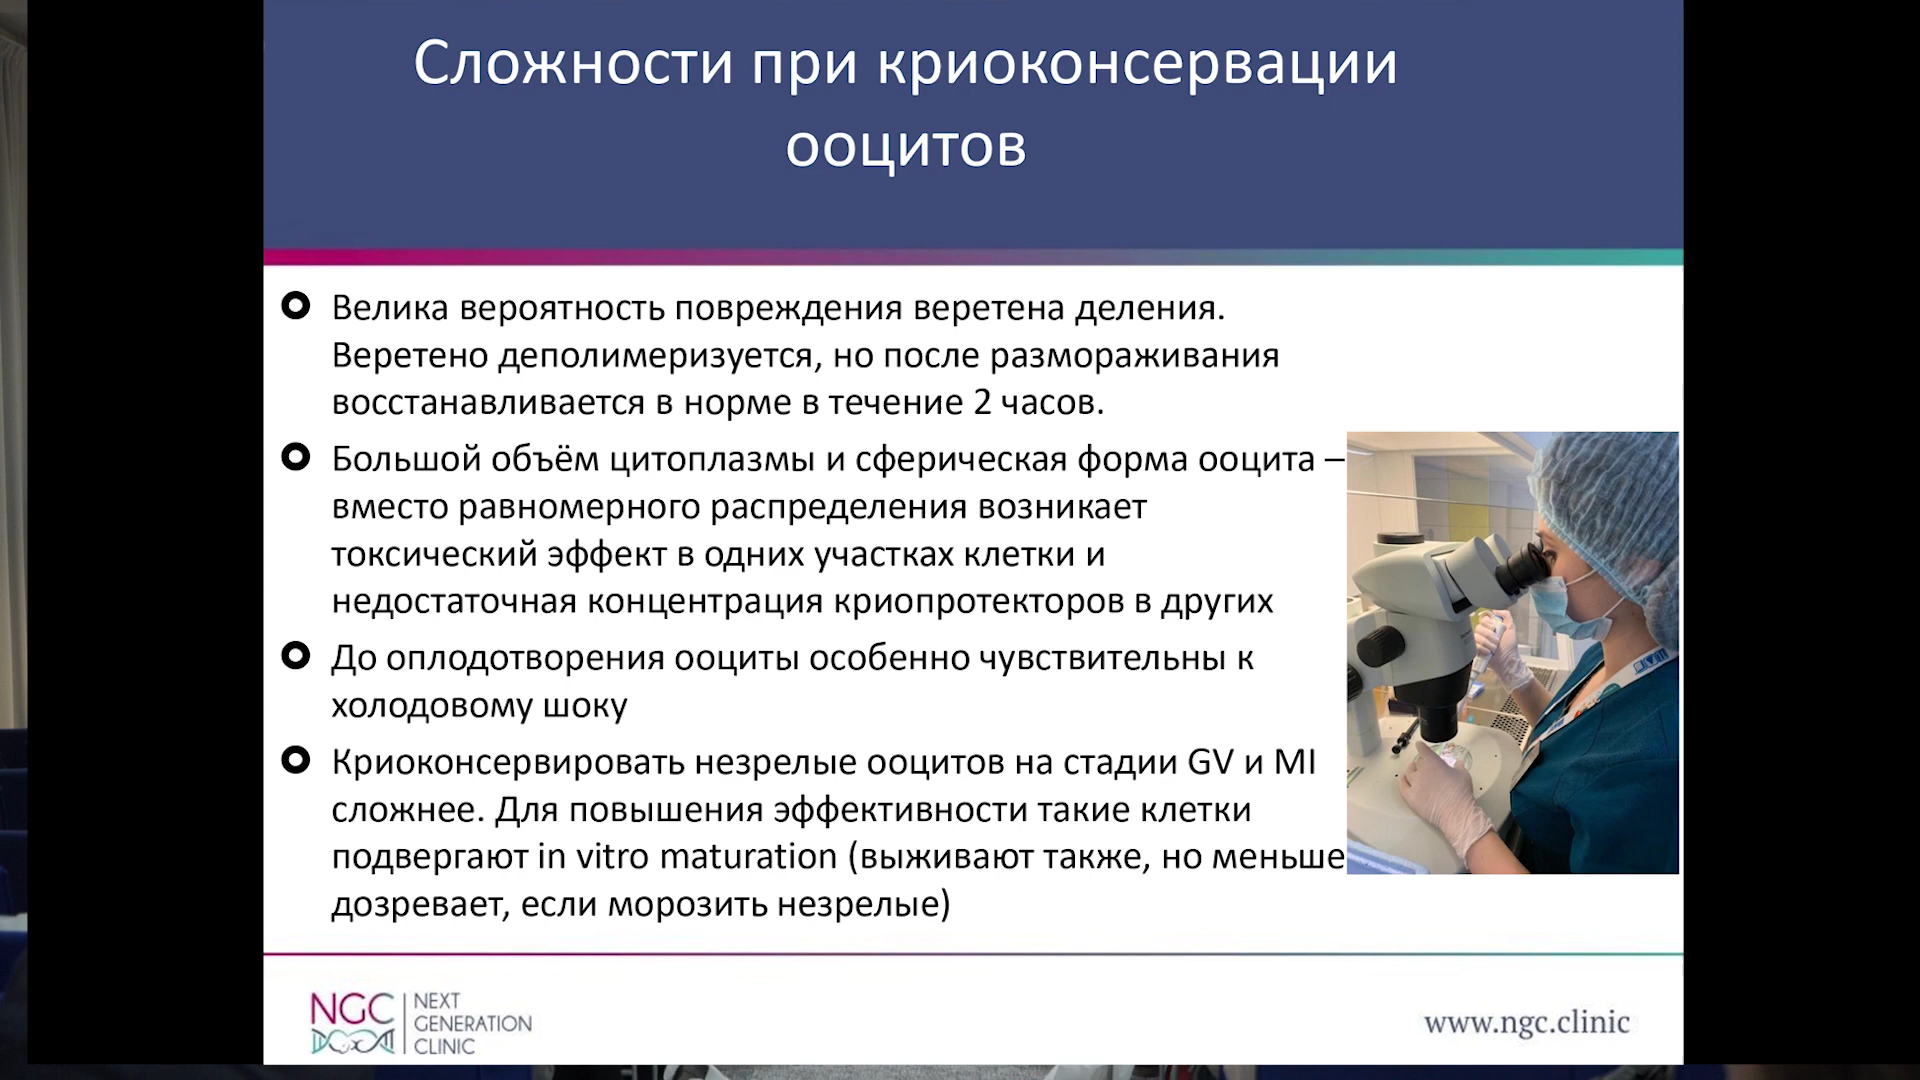 Сложности при криоконсервации
ооцитов
Велика вероятность повреждения веретена деления.
Веретено деполимеризуется, но после размораживания
восстанавливается в норме в течение 2 часов.
Большой объём цитоплазмы и сферическая форма ооцита –
вместо равномерного распределения возникает
токсический эффект в одних участках клетки и
недостаточная концентрация криопротекторов в других
До оплодотворения ооциты особенно чувствительны к
холодовому шоку
Криоконсервировать незрелые ооцитов на стадии GV и MI
сложнее. Для повышения эффективности такие клетки
подвергают in vitro maturation (выживают также, но меньше
дозревает, если морозить незрелые)
NGC
NEXT
GENERATION
CLINIC
www.ngc.clinic